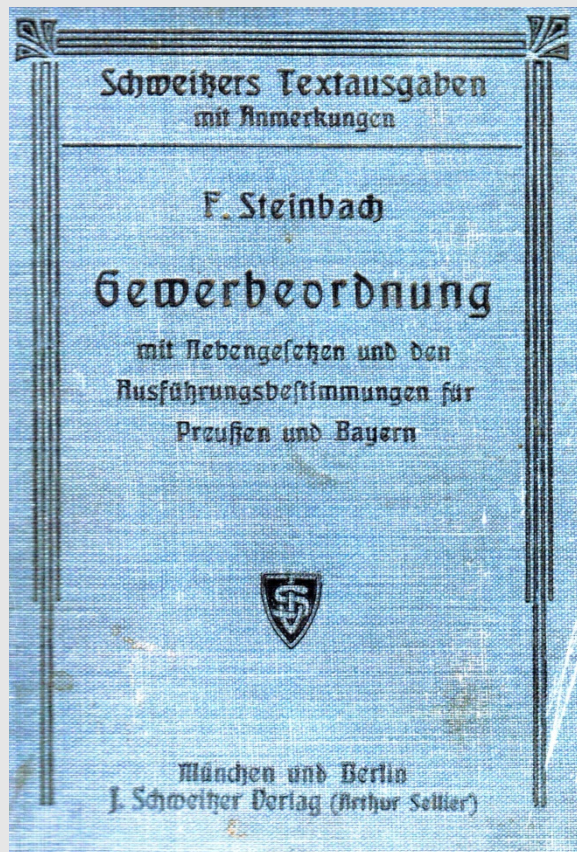 Schweitzers Textausgaben
mit Anmerkungen
F. Steinbach
Gewerbeordnung
mit Nebengesetzen und den
Ausführungsbestimmungen für
Preußen und Bayern
JSV
München und Berlin
J. Schweitzer Verlag (Arthur Sellier)